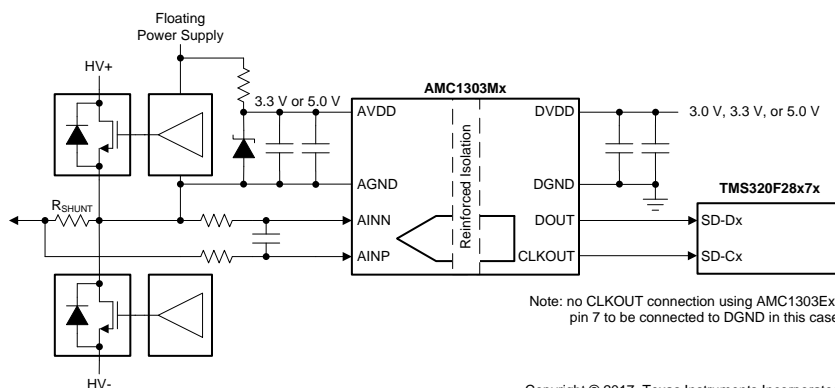 Floating
Power Supply
HV+
AMC1303Mx
3.3 V or 5.0 V
AVDD
DVDD
3.0 V, 3.3 V, or 5.0 V
Reinforced Isolation
AGND
DGND
TMS320F28x7x
RSHUNT
AINN
DOUT
SD-Dx
AINP
CLKOUT
SD-Cx
Note: no CLKOUT connection using AMC1303Ex
pin 7 to be connected to DGND in this case
HV-
Copyright © 2017, Texas Instruments Incorporate